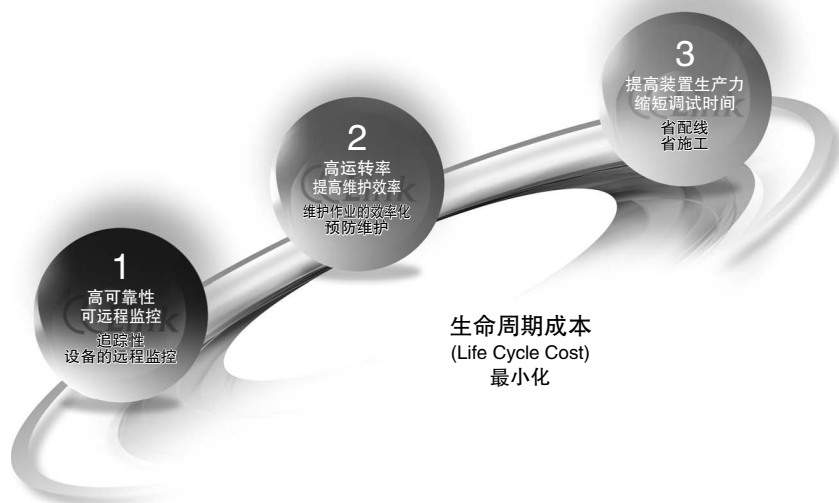 1
高可靠性
可远程监控
追踪性
设备的远程监控
2
高运转率
提高维护效率
维护作业的效率化
预防维护
3
提高装置生产力
缩短调试时间
省配线
省施工
生命周期成本
(Life Cycle Cost)
最小化